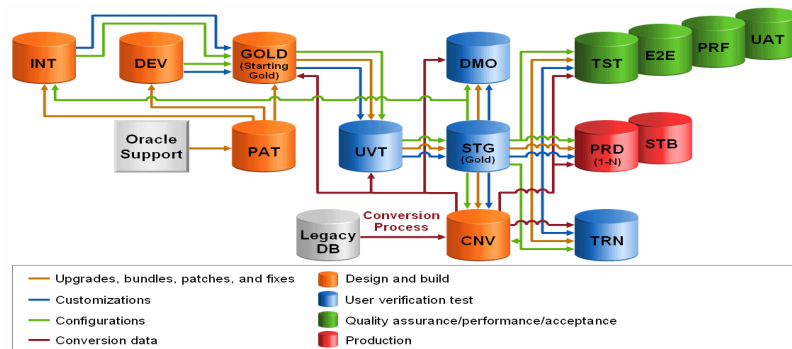 INT
DEV
GOLD
(Starting
Gold)
DMO
TST
E2E
PRF
UAT
Oracle
Support
PAT
UVT
STG
(Gold)
PRD
(1-N)
STB
Legacy
DB
Conversion
Process
CNV
TRN
Upgrades, bundles, patches, and fixes
Customizations
Configurations
Conversion data
Design and build
User verification test
Quality assurance/performance/acceptance
Production